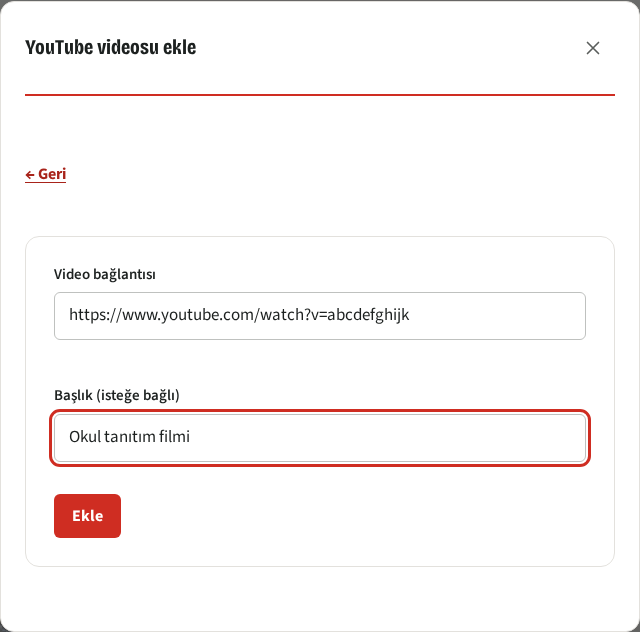 YouTube videosu ekle
← Geri
Video bağlantısı
https://www.youtube.com/watch?v=abcdefghijk
Başlık (isteğe bağlı)
Okul tanıtım filmi
Ekle